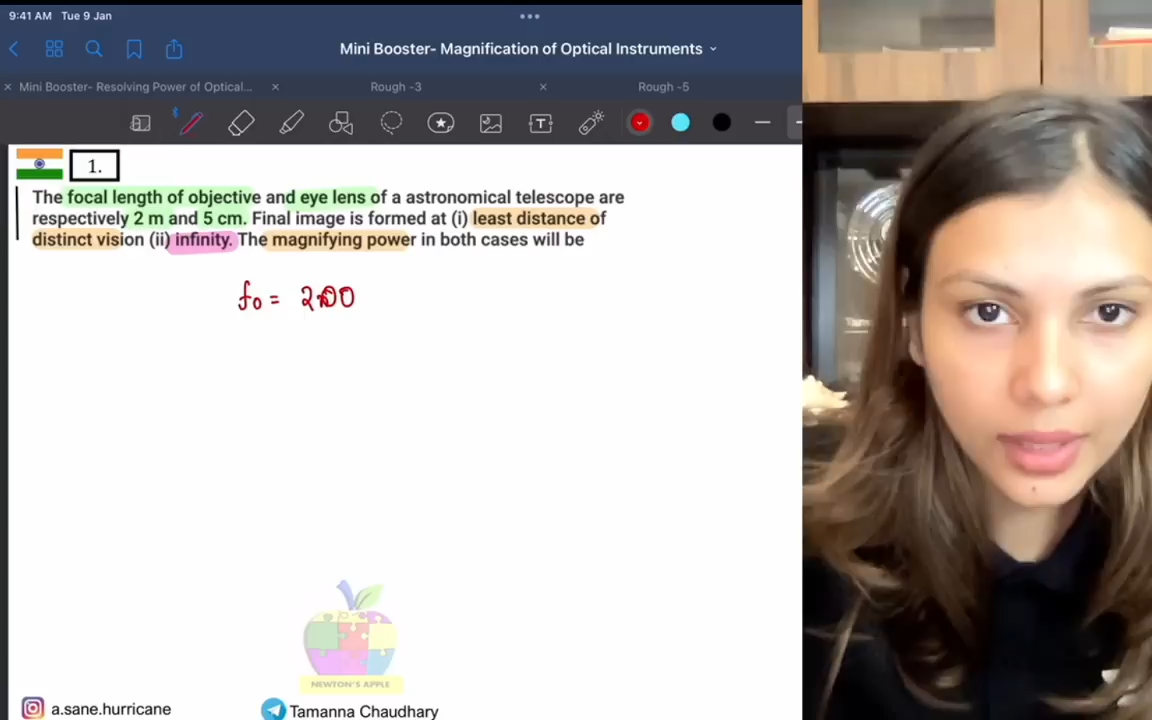 9:41 AM Tue 9 Jan
Mini Booster- Magnification of Optical Instruments
Mini Booster- Resolving Power of Optical...
Rough -3
Rough -5
1.
The focal length of objective and eye lens of a astronomical telescope are
respectively 2 m and 5 cm. Final image is formed at (i) least distance of
distinct vision (ii) infinity. The magnifying power in both cases will be
f₀ = 200
NEWTON'S APPLE
a.sane.hurricane
Tamanna Chaudhary